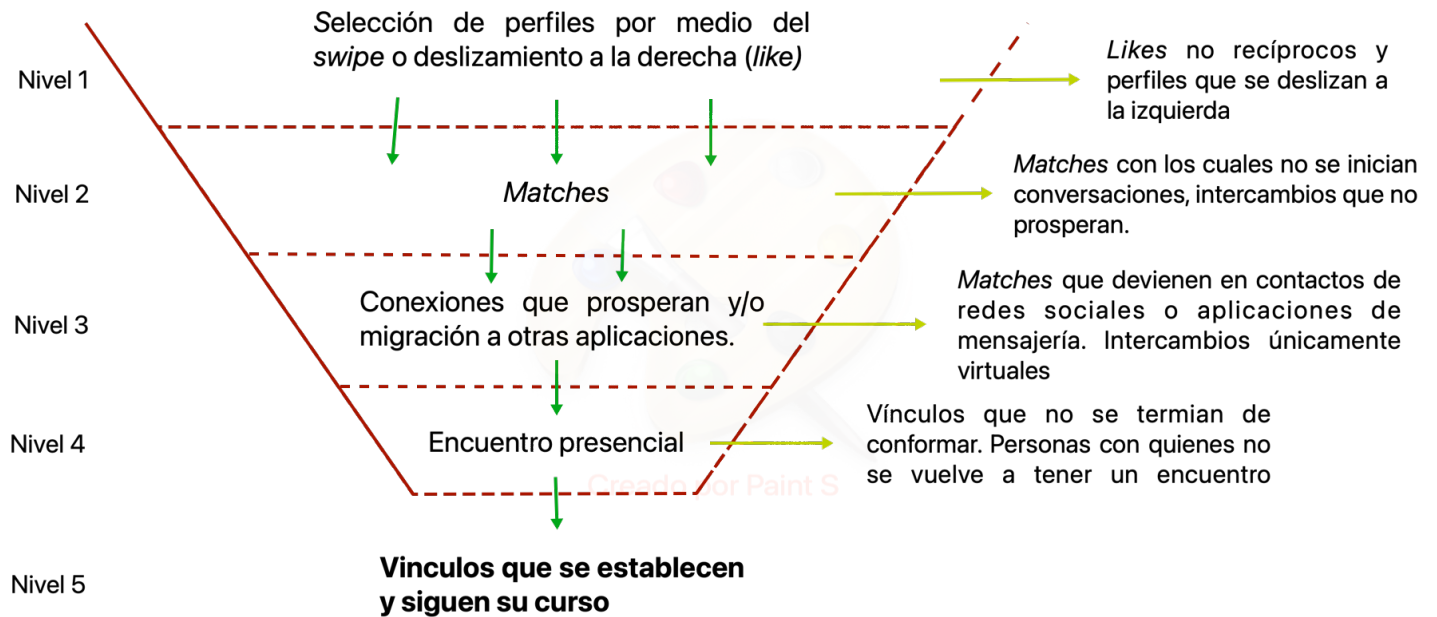 Selección de perfiles por medio del
swipe o deslizamiento a la derecha (like)
Nivel 1
Likes no recíprocos y
perfiles que se deslizan a
la izquierda
Nivel 2
Matches
Matches con los cuales no se inician
conversaciones, intercambios que no
prosperan.
Nivel 3
Conexiones que prosperan y/o
migración a otras aplicaciones.
Matches que devienen en contactos de
redes sociales o aplicaciones de
mensajería. Intercambios únicamente
virtuales
Nivel 4
Encuentro presencial
Vínculos que no se termian de
conformar. Personas con quienes no
se vuelve a tener un encuentro
Creado por Paint S
Nivel 5
Vinculos que se establecen
y siguen su curso